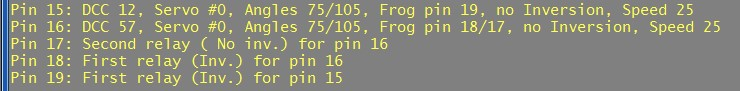 Pin 15: DCC 12, Servo #0, Angles 75/105, Frog pin 19, no Inversion, Speed 25
Pin 16: DCC 57, Servo #0, Angles 75/105, Frog pin 18/17, no Inversion, Speed 25
Pin 17: Second relay ( No inv.) for pin 16
Pin 18: First relay (Inv.) for pin 16
Pin 19: First relay (Inv.) for pin 15